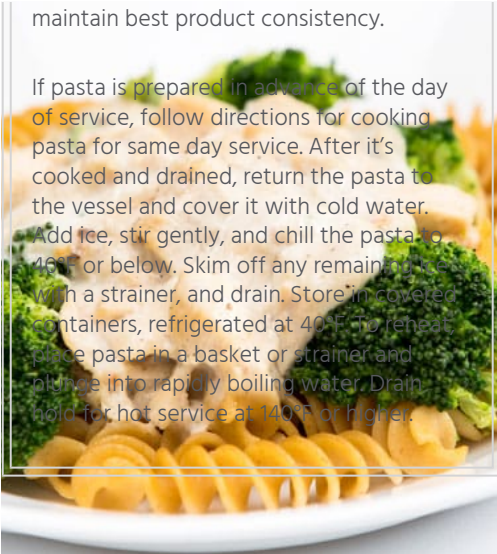 maintain best product consistency.
If pasta is prepared in advance of the day
of service, follow directions for cooking
pasta for same day service. After it’s
cooked and drained, return the pasta to
the vessel and cover it with cold water.
Add ice, stir gently, and chill the pasta to
40°F or below. Skim off any remaining ice
with a strainer, and drain. Store in covered
containers, refrigerated at 40°F. To reheat,
place pasta in a basket or strainer and
plunge into rapidly boiling water. Drain
hold for hot service at 140°F or higher.